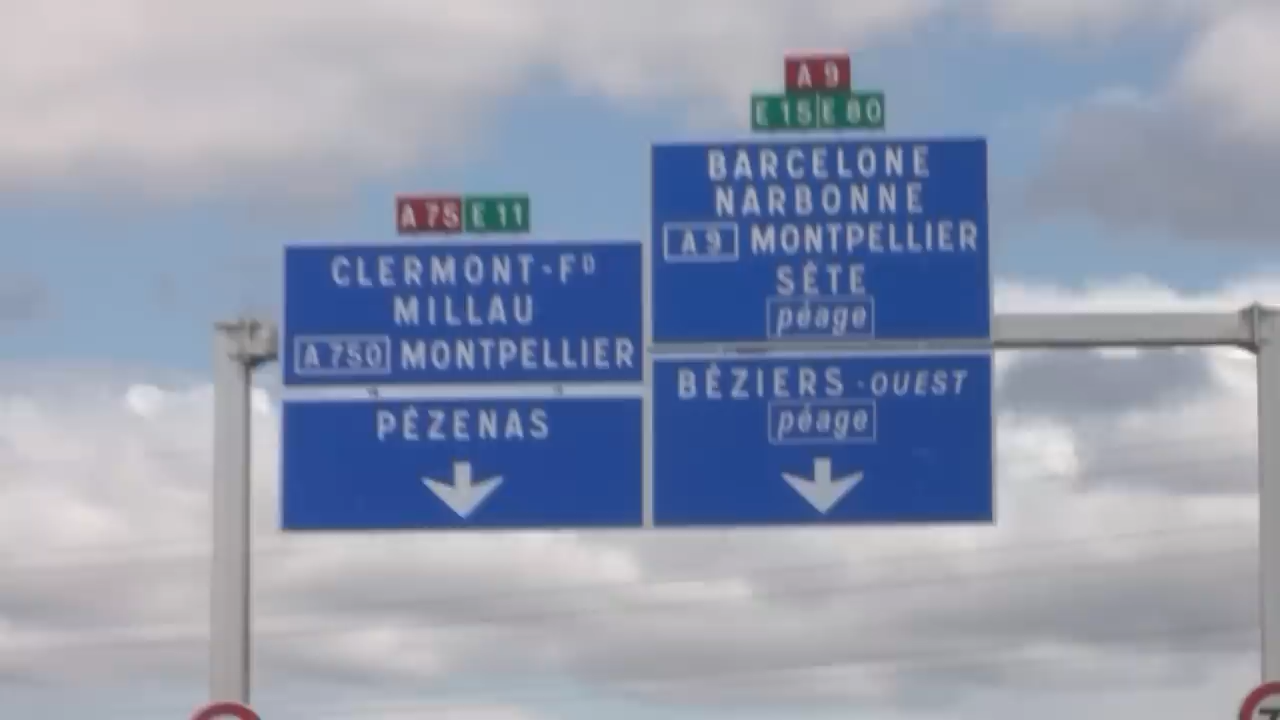 A 75 E 11
CLERMONT-FD
MILLAU
A 750 MONTPELLIER
PÉZENAS
A 9
E 15 E 80
BARCELONE
NARBONNE
A 9 MONTPELLIER
SÊTE
péage
BÉZIERS - OUEST
péage